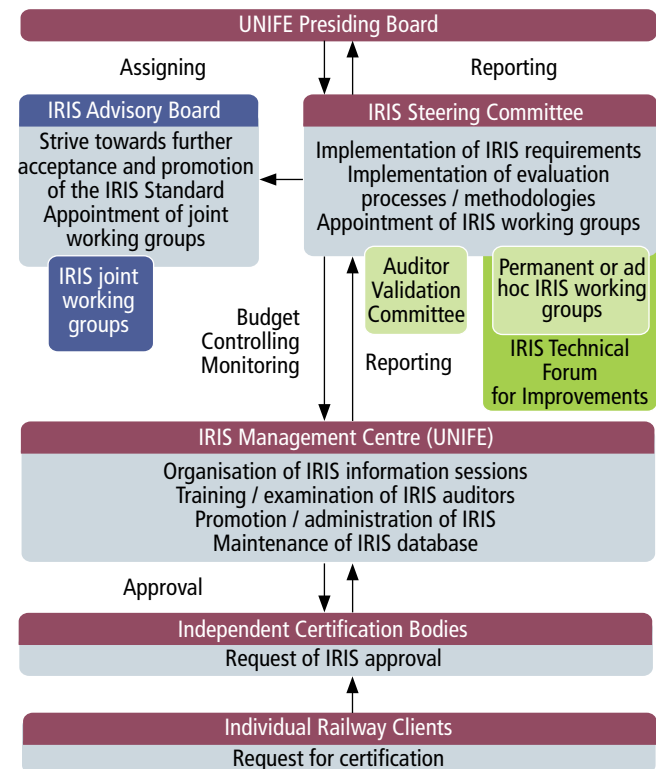 UNIFE Presiding Board
Assigning
Reporting
IRIS Advisory Board
Strive towards further
acceptance and promotion
of the IRIS Standard
Appointment of joint
working groups
IRIS joint
working
groups
IRIS Steering Committee
Implementation of IRIS requirements
Implementation of evaluation
processes / methodologies
Appointment of IRIS working groups
Auditor
Validation
Committee
Permanent or ad
hoc IRIS working
groups
IRIS Technical
Forum
for Improvements
Budget
Controlling
Monitoring
Reporting
IRIS Management Centre (UNIFE)
Organisation of IRIS information sessions
Training / examination of IRIS auditors
Promotion / administration of IRIS
Maintenance of IRIS database
Approval
Independent Certification Bodies
Request of IRIS approval
Individual Railway Clients
Request for certification